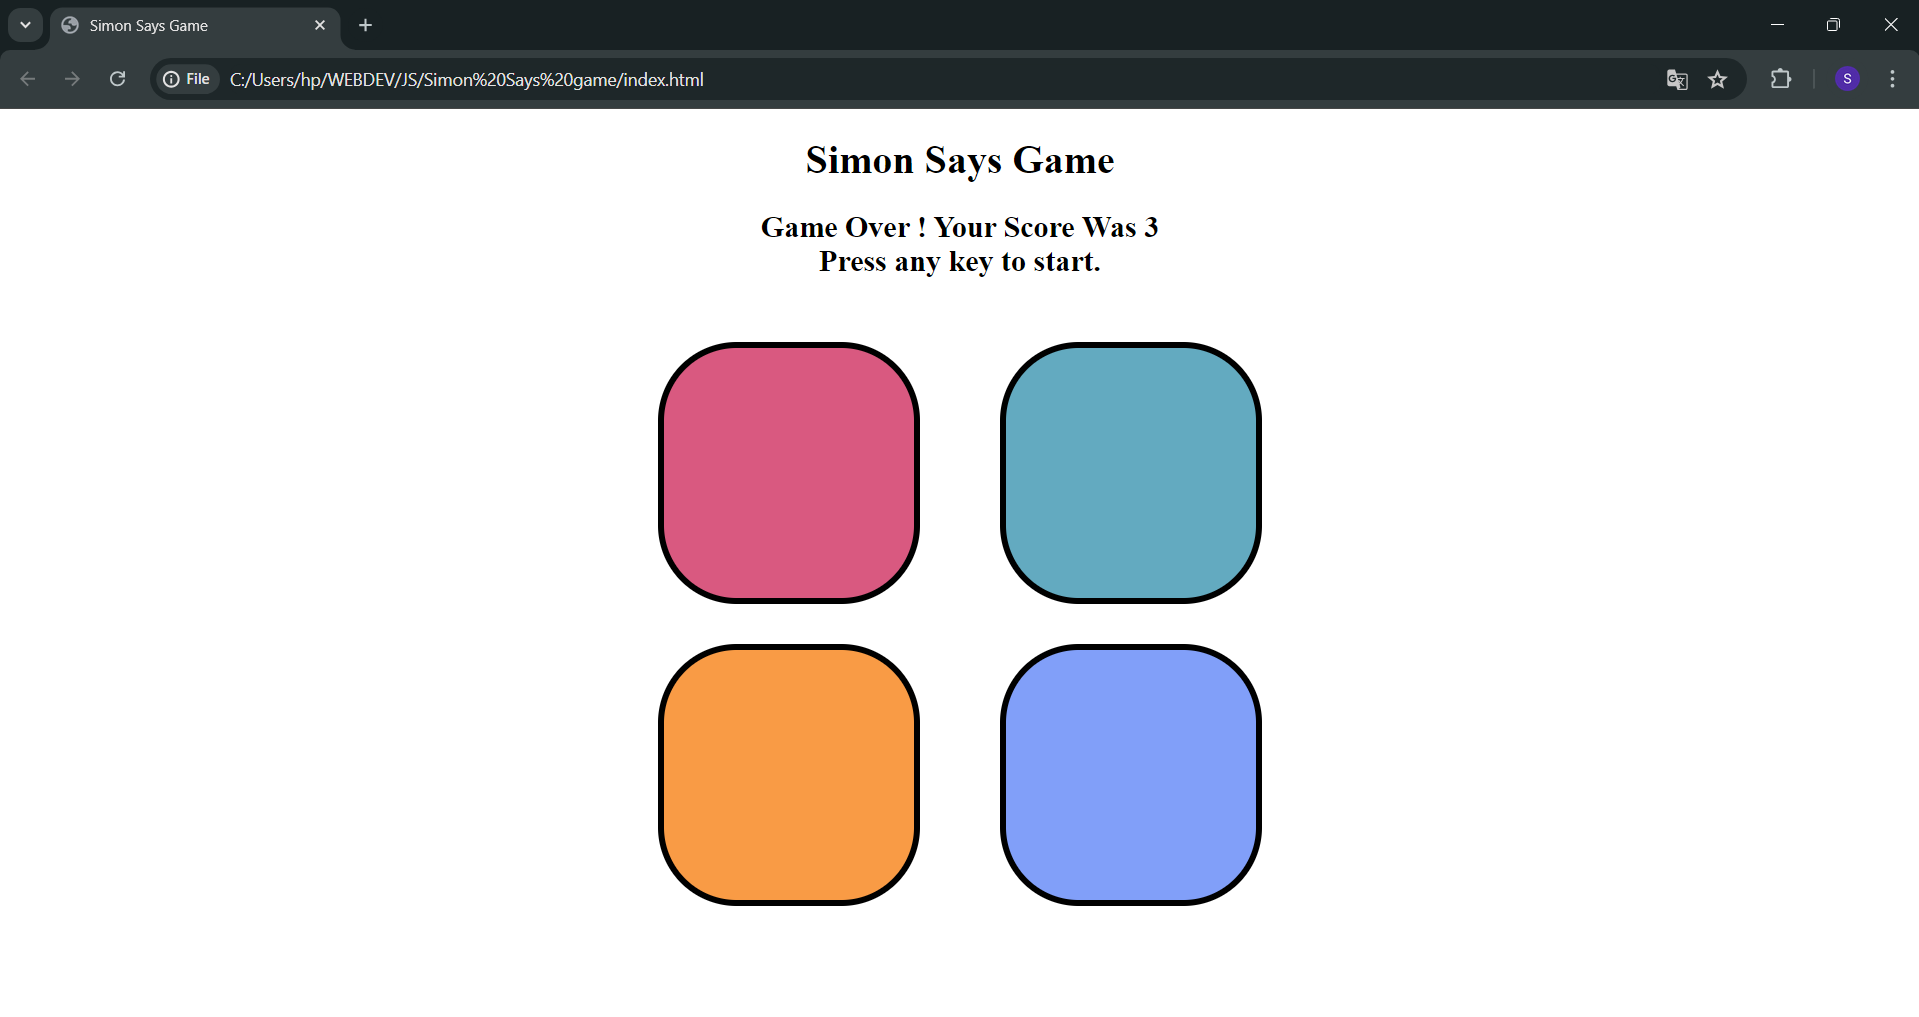 Simon Says Game
File
C:/Users/hp/WEBDEV/JS/Simon%20Says%20game/index.html
S
Simon Says Game
Game Over ! Your Score Was 3
Press any key to start.